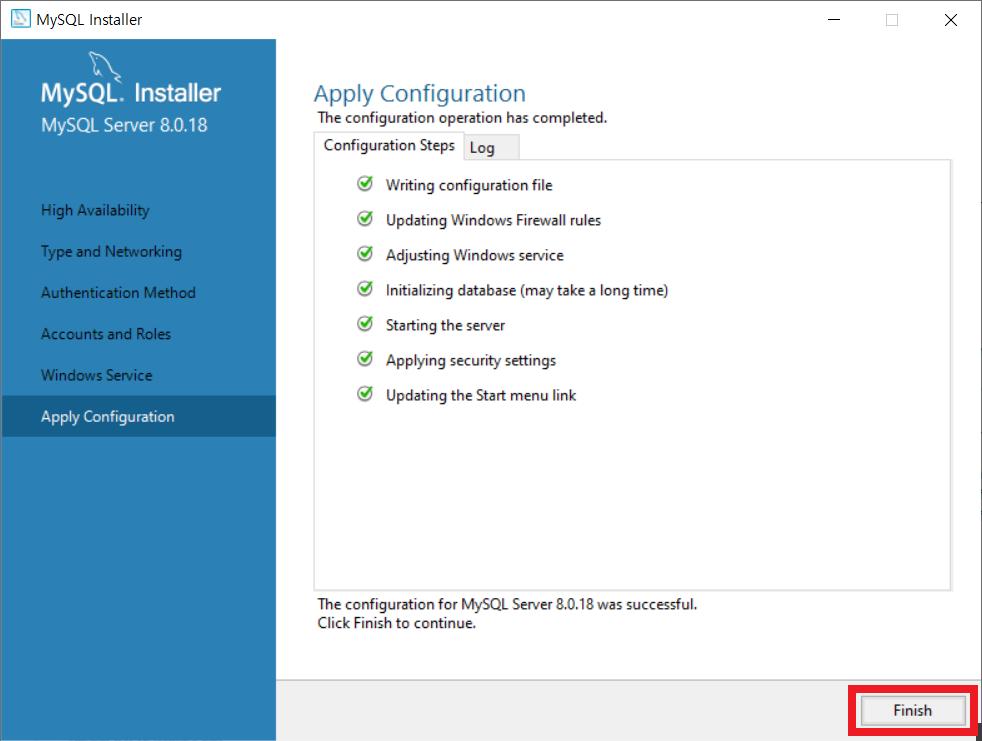 MySQL Installer
MySQL. Installer
MySQL Server 8.0.18
High Availability
Type and Networking
Authentication Method
Accounts and Roles
Windows Service
Apply Configuration
Apply Configuration
The configuration operation has completed.
Configuration Steps Log
Writing configuration file
Updating Windows Firewall rules
Adjusting Windows service
Initializing database (may take a long time)
Starting the server
Applying security settings
Updating the Start menu link
The configuration for MySQL Server 8.0.18 was successful.
Click Finish to continue.
Finish